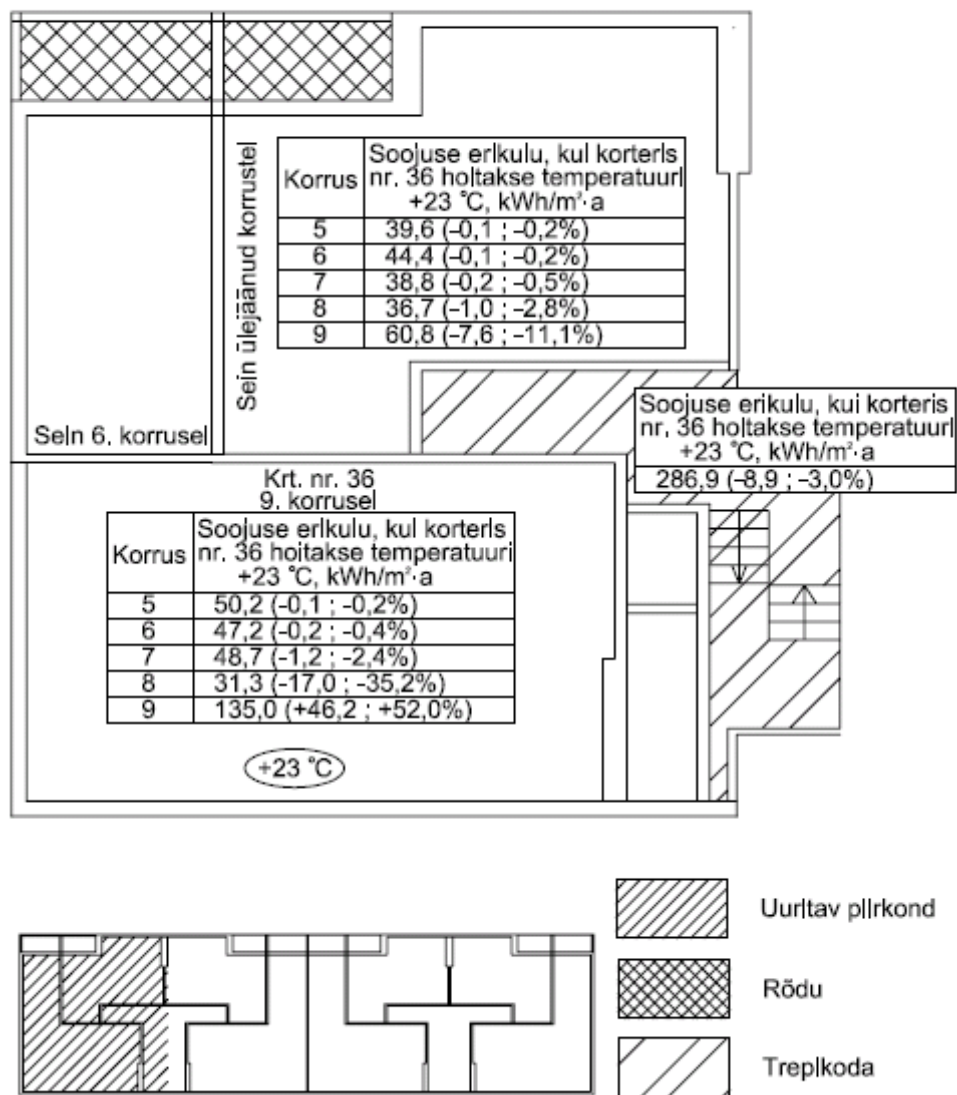 Sein ülejäänud korrustel
Korrus
Soojuse erikulu, kui korteris
nr. 36 hoitakse temperatuuri
+23 °C, kWh/m²·a
5 39,6 (-0,1 ; -0,2%)
6 44,4 (-0,1 ; -0,2%)
7 38,8 (-0,2 ; -0,5%)
8 36,7 (-1,0 ; -2,8%)
9 60,8 (-7,6 ; -11,1%)
Soojuse erikulu, kui korteris
nr. 36 hoitakse temperatuuri
+23 °C, kWh/m²·a
286,9 (-8,9 ; -3,0%)
Sein 6. korrusel
Krt. nr. 36
9. korrusel
Korrus
Soojuse erikulu, kui korteris
nr. 36 hoitakse temperatuuri
+23 °C, kWh/m²·a
5 50,2 (-0,1 ; -0,2%)
6 47,2 (-0,2 ; -0,4%)
7 48,7 (-1,2 ; -2,4%)
8 31,3 (-17,0 ; -35,2%)
9 135,0 (+46,2 ; +52,0%)
+23 °C
Uuritav piirkond
Rõdu
Trepikoda